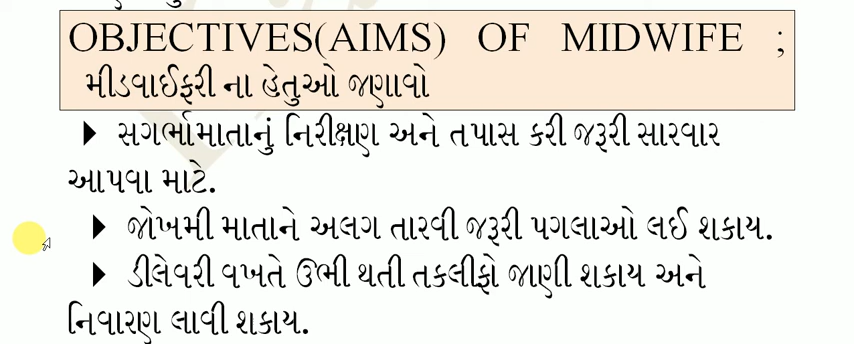 OBJECTIVES(AIMS) OF MIDWIFE ;
મીડવાઈફરી ના હેતુઓ જણાવો
સગર્ભામાતાનું નિરીક્ષણ અને તપાસ કરી જરૂરી સારવાર
આપવા માટે.
જોખમી માતાને અલગ તારવી જરૂરી પગલાઓ લઈ શકાય.
ડીલેવરી વખતે ઉભી થતી તકલીફો જાણી શકાય અને
નિવારણ લાવી શકાય.